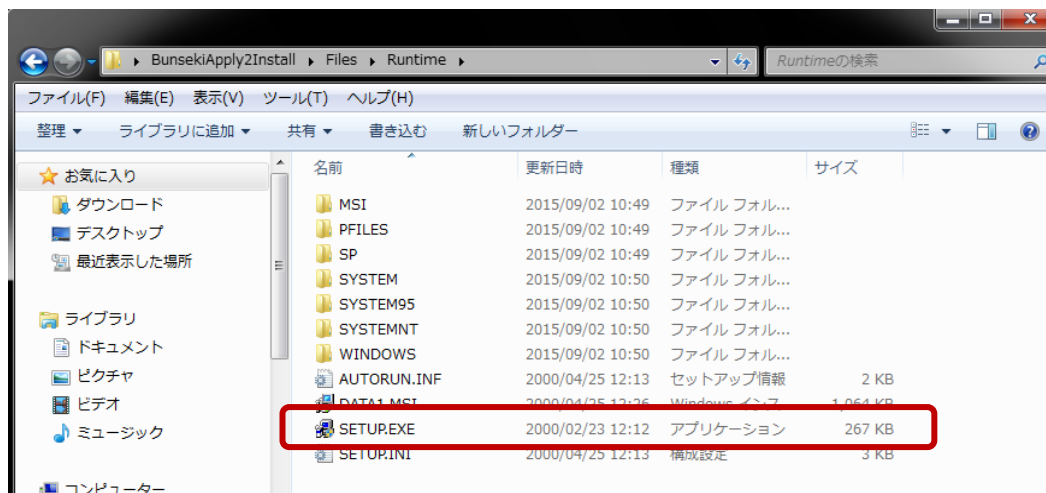 BunsekiApply2Install ▸ Files ▸ Runtime ▸
Runtimeの検索
ファイル(F) 編集(E) 表示(V) ツール(T) ヘルプ(H)
整理 ▼ ライブラリに追加 ▼ 共有 ▼ 書き込む 新しいフォルダー
お気に入り
ダウンロード
デスクトップ
最近表示した場所
ライブラリ
ドキュメント
ピクチャ
ビデオ
ミュージック
コンピューター
名前 更新日時 種類 サイズ
MSI 2015/09/02 10:49 ファイル フォル...
PFILES 2015/09/02 10:49 ファイル フォル...
SP 2015/09/02 10:49 ファイル フォル...
SYSTEM 2015/09/02 10:50 ファイル フォル...
SYSTEM95 2015/09/02 10:50 ファイル フォル...
SYSTEMNT 2015/09/02 10:50 ファイル フォル...
WINDOWS 2015/09/02 10:50 ファイル フォル...
AUTORUN.INF 2000/04/25 12:13 セットアップ情報 2 KB
DATA1.MSI 2000/04/25 12:26 Windows インス... 1,064 KB
SETUP.EXE 2000/02/23 12:12 アプリケーション 267 KB
SETUP.INI 2000/04/25 12:13 構成設定 3 KB